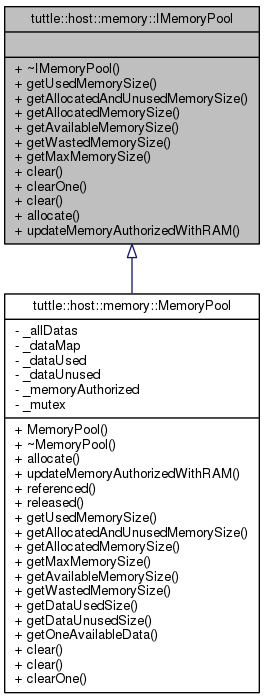 tuttle::host::memory::IMemoryPool
+ ~IMemoryPool()
+ getUsedMemorySize()
+ getAllocatedAndUnusedMemorySize()
+ getAllocatedMemorySize()
+ getAvailableMemorySize()
+ getWastedMemorySize()
+ getMaxMemorySize()
+ clear()
+ clearOne()
+ clear()
+ allocate()
+ updateMemoryAuthorizedWithRAM()
tuttle::host::memory::MemoryPool
- _allDatas
- _dataMap
- _dataUsed
- _dataUnused
- _memoryAuthorized
- _mutex
+ MemoryPool()
+ ~MemoryPool()
+ allocate()
+ updateMemoryAuthorizedWithRAM()
+ referenced()
+ released()
+ getUsedMemorySize()
+ getAllocatedAndUnusedMemorySize()
+ getAllocatedMemorySize()
+ getMaxMemorySize()
+ getAvailableMemorySize()
+ getWastedMemorySize()
+ getDataUsedSize()
+ getDataUnusedSize()
+ getOneAvailableData()
+ clear()
+ clear()
+ clearOne()